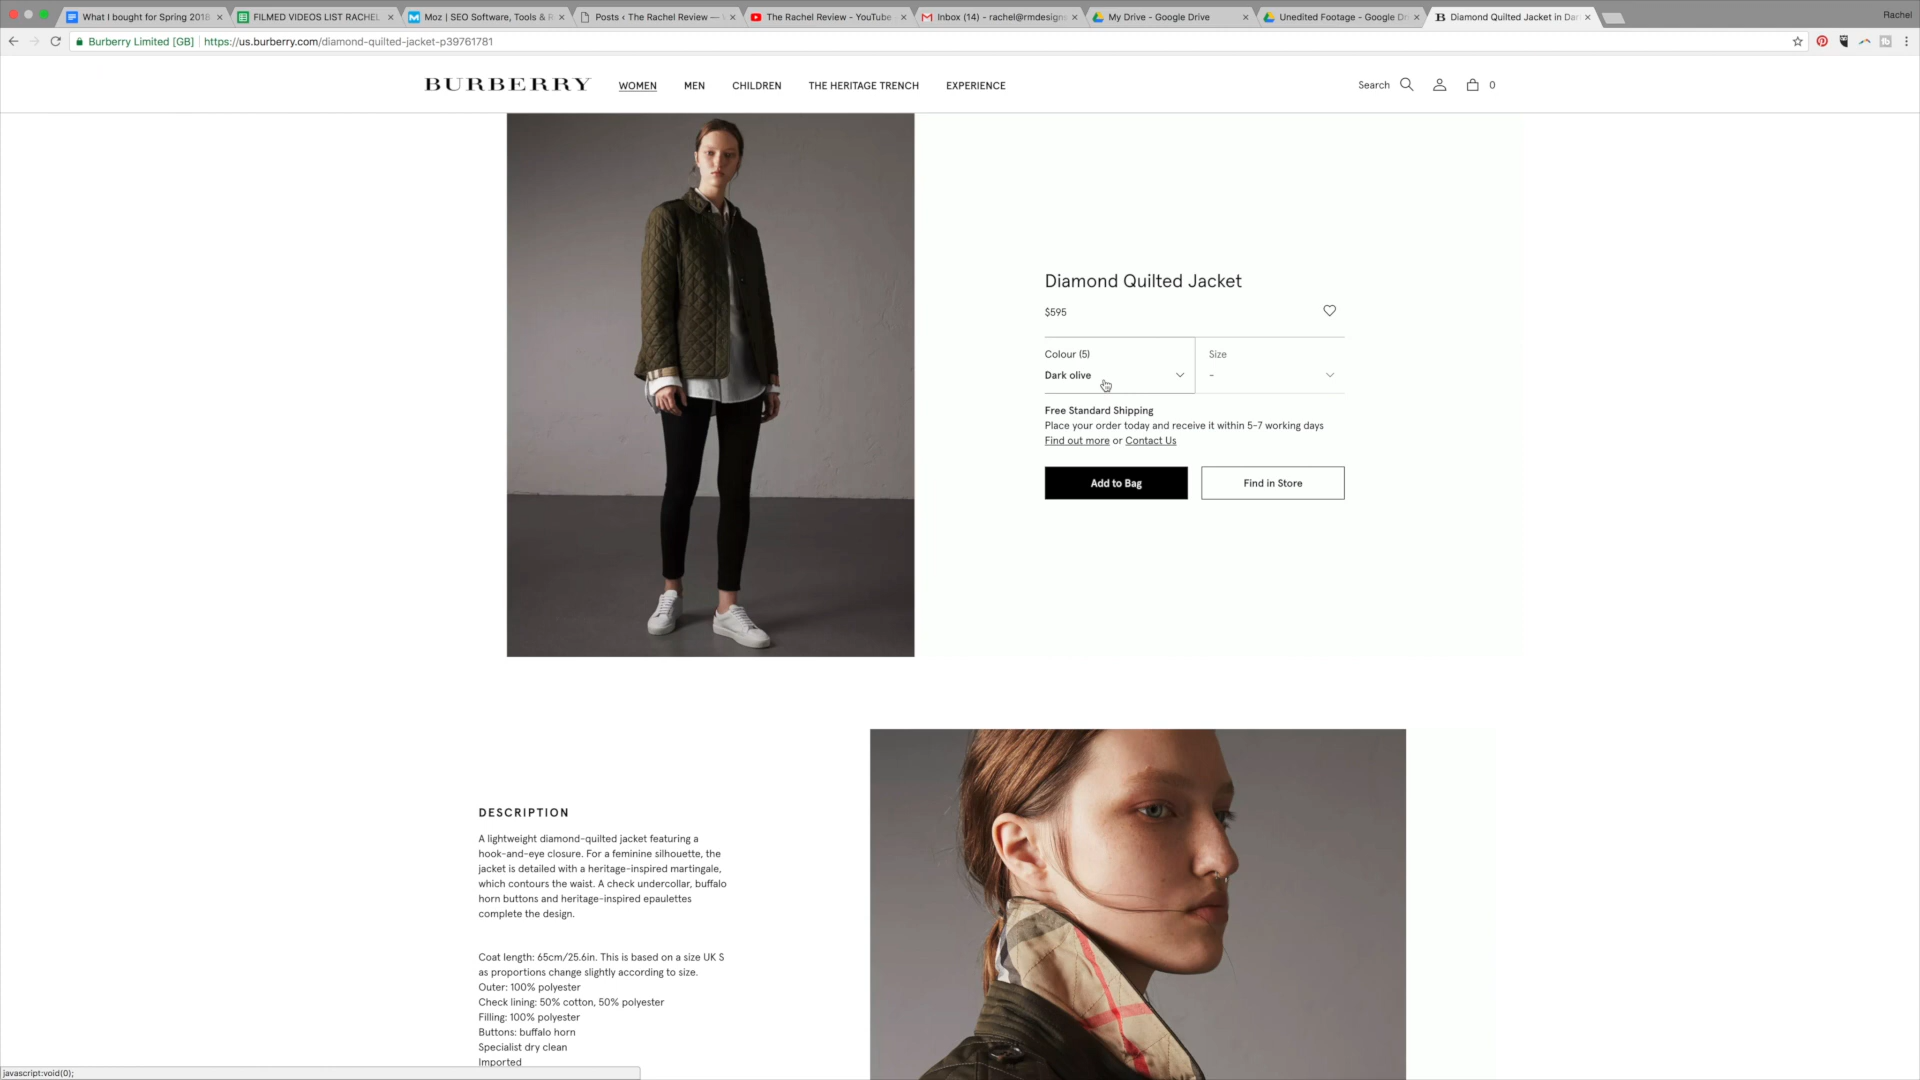 What I bought for Spring 2018
FILMED VIDEOS LIST RACHEL
Moz | SEO Software, Tools & R
Posts ‹ The Rachel Review —
The Rachel Review - YouTube
Inbox (14) - rachel@rmdesign
My Drive - Google Drive
Unedited Footage - Google Dr
Diamond Quilted Jacket in Dar
Rachel
Burberry Limited [GB]
https://us.burberry.com/diamond-quilted-jacket-p39761781
BURBERRY
WOMEN
MEN
CHILDREN
THE HERITAGE TRENCH
EXPERIENCE
Search
0
Diamond Quilted Jacket
$595
Colour (5)
Dark olive
Size
-
Free Standard Shipping
Place your order today and receive it within 5-7 working days
Find out more or Contact Us
Add to Bag
Find in Store
DESCRIPTION
A lightweight diamond-quilted jacket featuring a
hook-and-eye closure. For a feminine silhouette, the
jacket is detailed with a heritage-inspired martingale,
which contours the waist. A check undercollar, buffalo
horn buttons and heritage-inspired epaulettes
complete the design.
Coat length: 65cm/25.6in. This is based on a size UK S
as proportions change slightly according to size.
Outer: 100% polyester
Check lining: 50% cotton, 50% polyester
Filling: 100% polyester
Buttons: buffalo horn
Specialist dry clean
Imported
javascript:void(0);